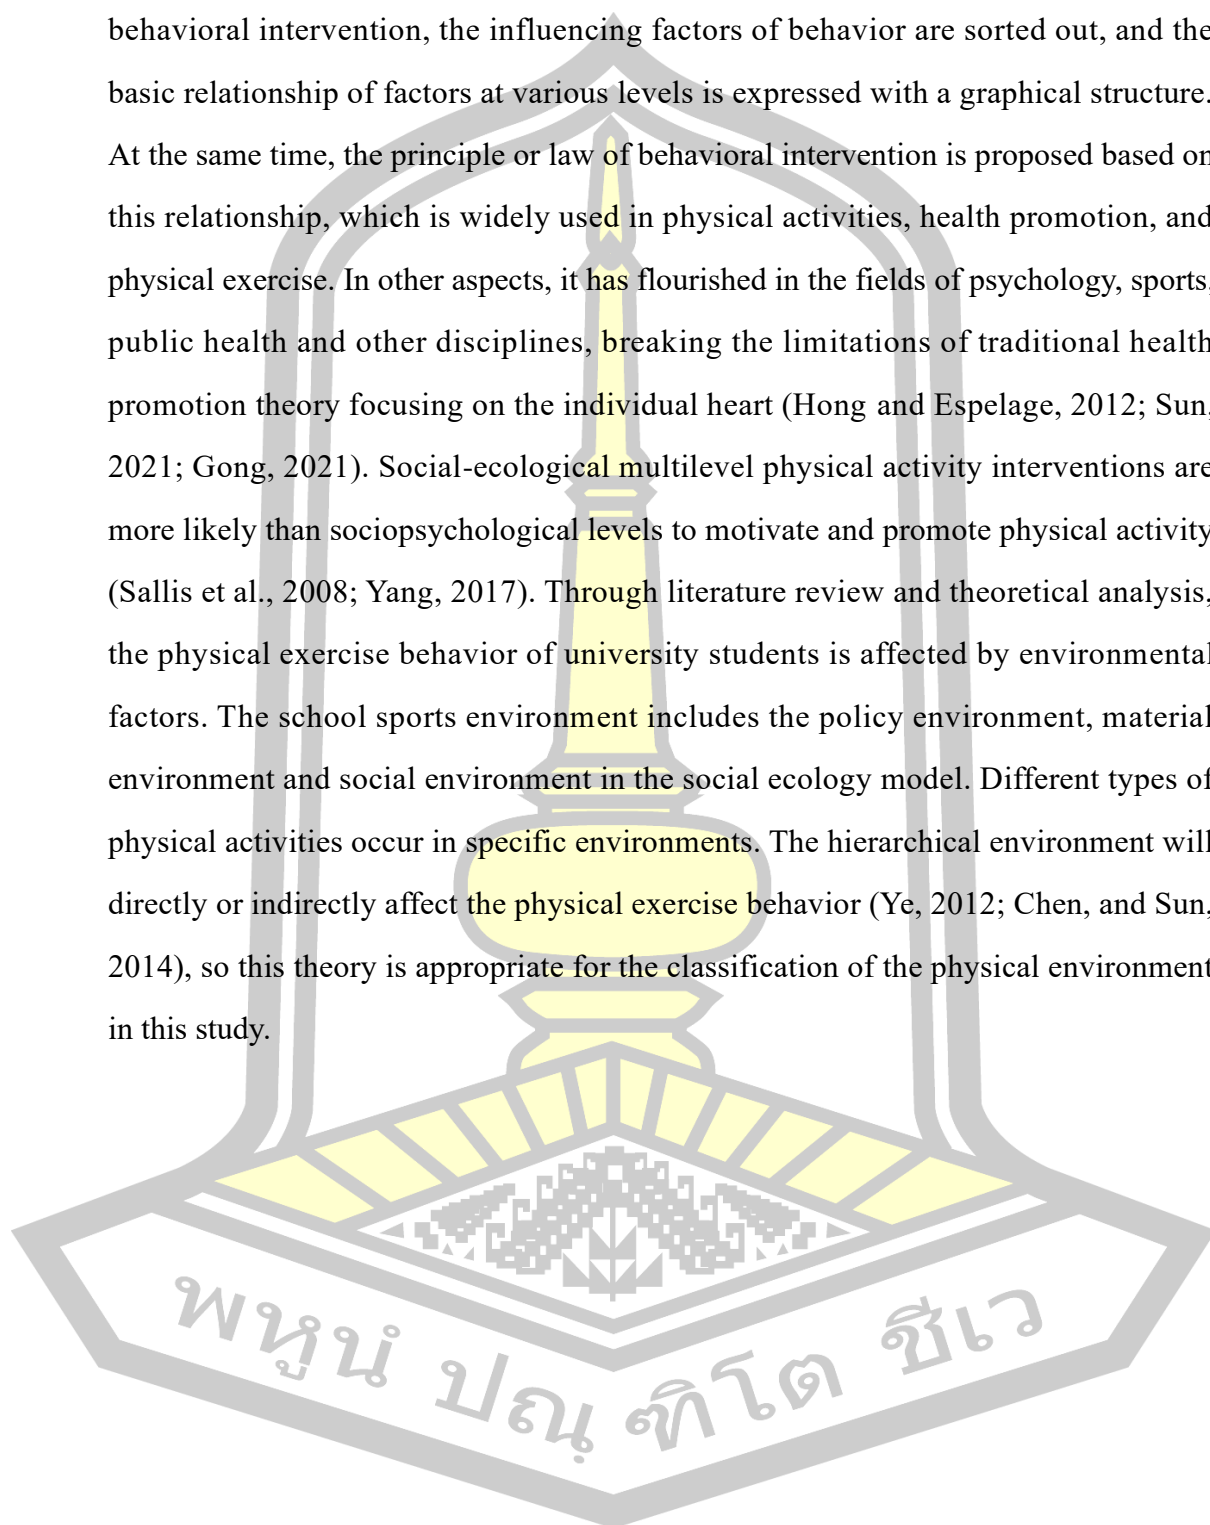 behavioral intervention, the influencing factors of behavior are sorted out, and the
basic relationship of factors at various levels is expressed with a graphical structure.
At the same time, the principle or law of behavioral intervention is proposed based on
this relationship, which is widely used in physical activities, health promotion, and
physical exercise. In other aspects, it has flourished in the fields of psychology, sports,
public health and other disciplines, breaking the limitations of traditional health
promotion theory focusing on the individual heart (Hong and Espelage, 2012; Sun,
2021; Gong, 2021). Social-ecological multilevel physical activity interventions are
more likely than sociopsychological levels to motivate and promote physical activity
(Sallis et al., 2008; Yang, 2017). Through literature review and theoretical analysis,
the physical exercise behavior of university students is affected by environmental
factors. The school sports environment includes the policy environment, material
environment and social environment in the social ecology model. Different types of
physical activities occur in specific environments. The hierarchical environment will
directly or indirectly affect the physical exercise behavior (Ye, 2012; Chen, and Sun,
2014), so this theory is appropriate for the classification of the physical environment
in this study.
พหูนํ ปณฺฑิโต ชีเว